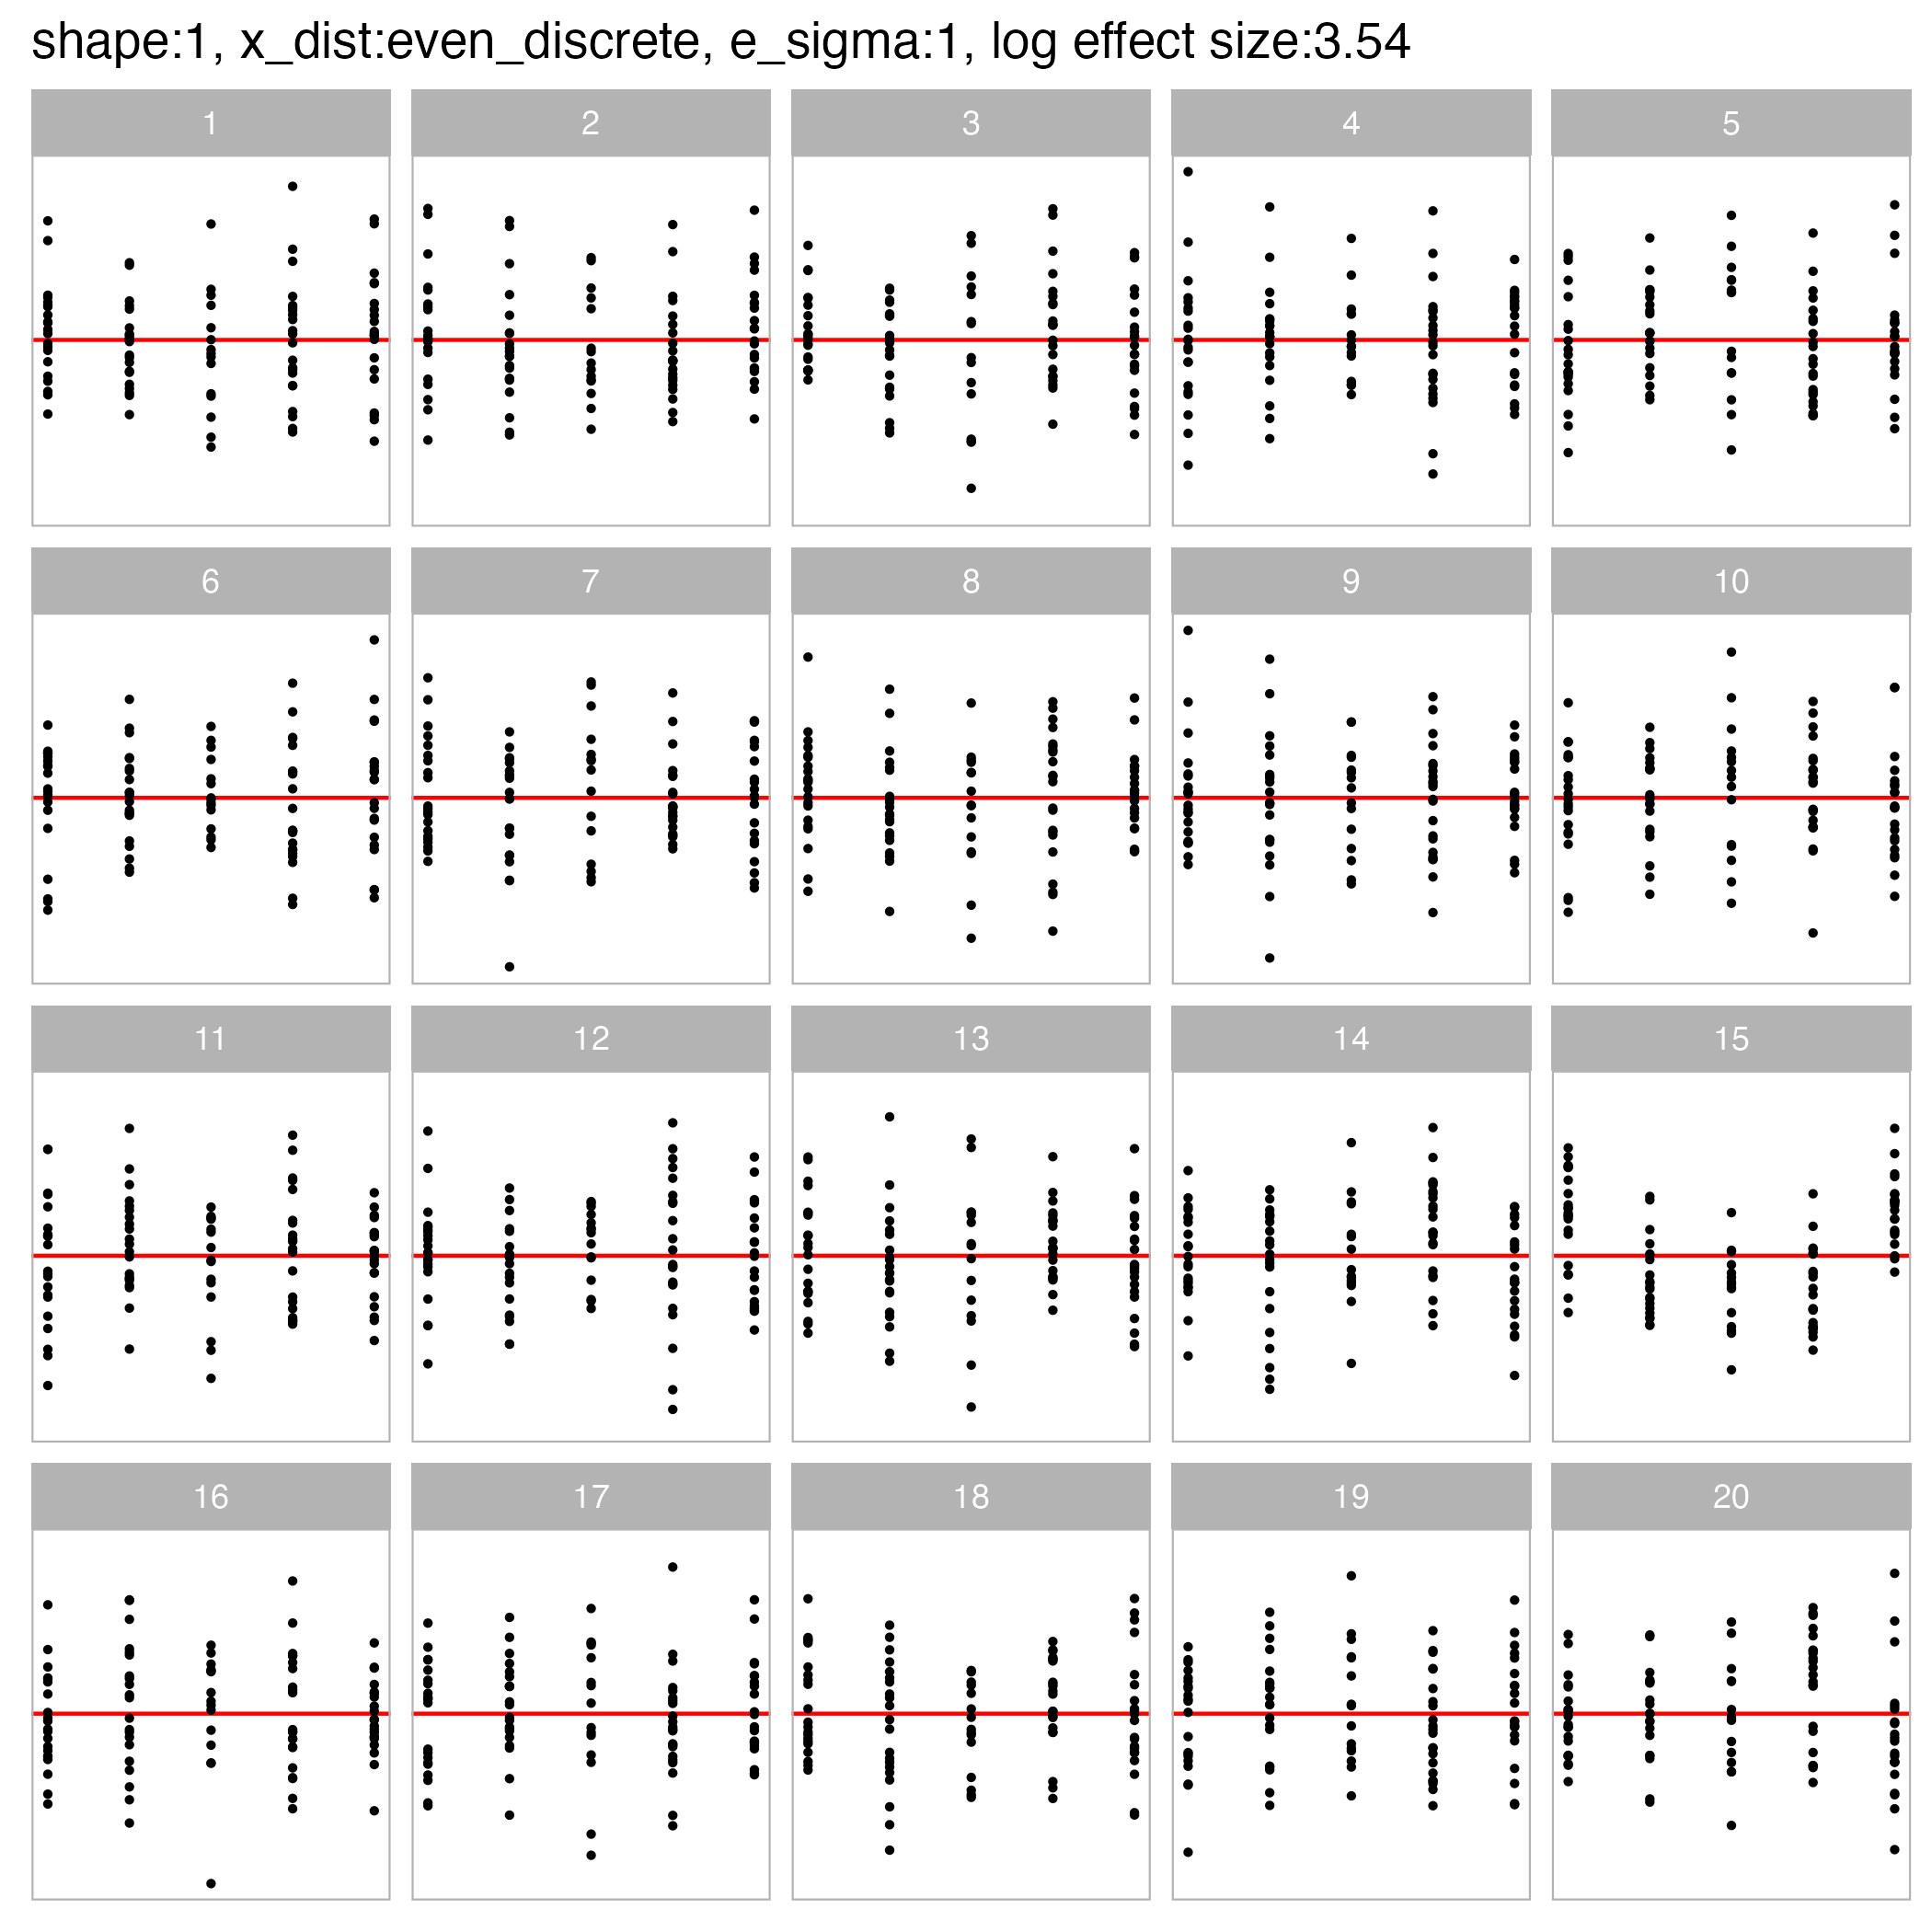 shape:1, x_dist:even_discrete, e_sigma:1, log effect size:3.54
1 2 3 4 5
6 7 8 9 10
11 12 13 14 15
16 17 18 19 20